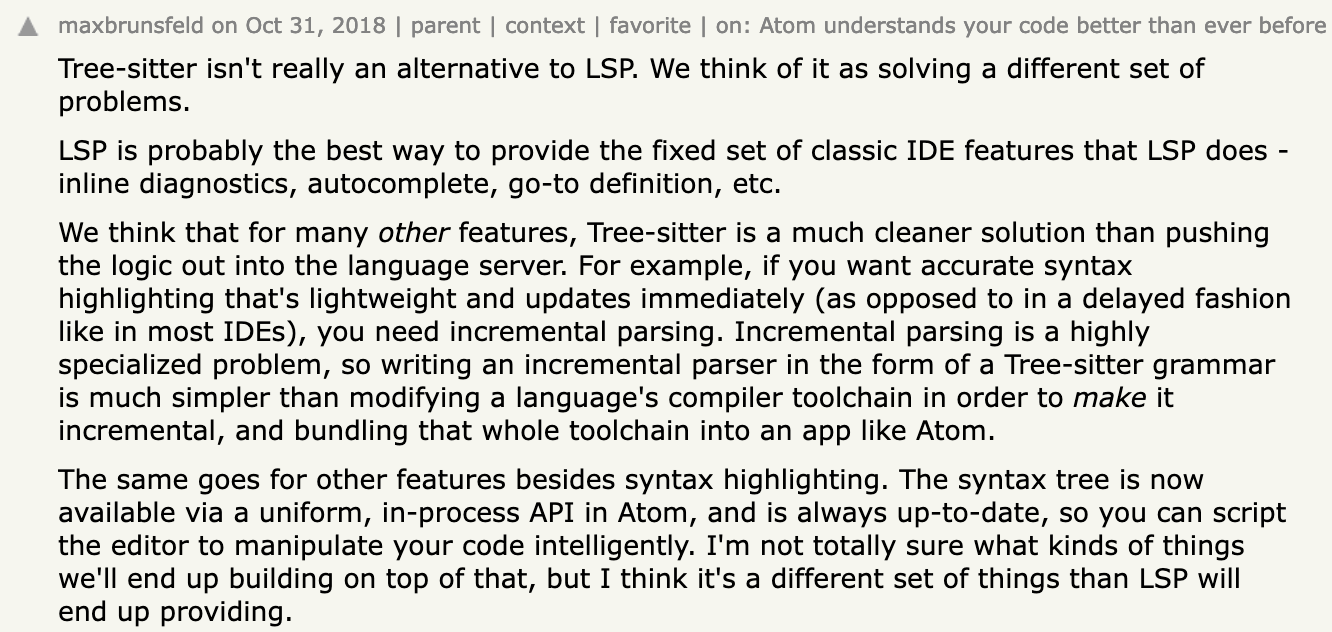 ▲ maxbrunsfeld on Oct 31, 2018 | parent | context | favorite | on: Atom understands your code better than ever before
Tree-sitter isn't really an alternative to LSP. We think of it as solving a different set of
problems.
LSP is probably the best way to provide the fixed set of classic IDE features that LSP does -
inline diagnostics, autocomplete, go-to definition, etc.
We think that for many other features, Tree-sitter is a much cleaner solution than pushing
the logic out into the language server. For example, if you want accurate syntax
highlighting that's lightweight and updates immediately (as opposed to in a delayed fashion
like in most IDEs), you need incremental parsing. Incremental parsing is a highly
specialized problem, so writing an incremental parser in the form of a Tree-sitter grammar
is much simpler than modifying a language's compiler toolchain in order to make it
incremental, and bundling that whole toolchain into an app like Atom.
The same goes for other features besides syntax highlighting. The syntax tree is now
available via a uniform, in-process API in Atom, and is always up-to-date, so you can script
the editor to manipulate your code intelligently. I'm not totally sure what kinds of things
we'll end up building on top of that, but I think it's a different set of things than LSP will
end up providing.